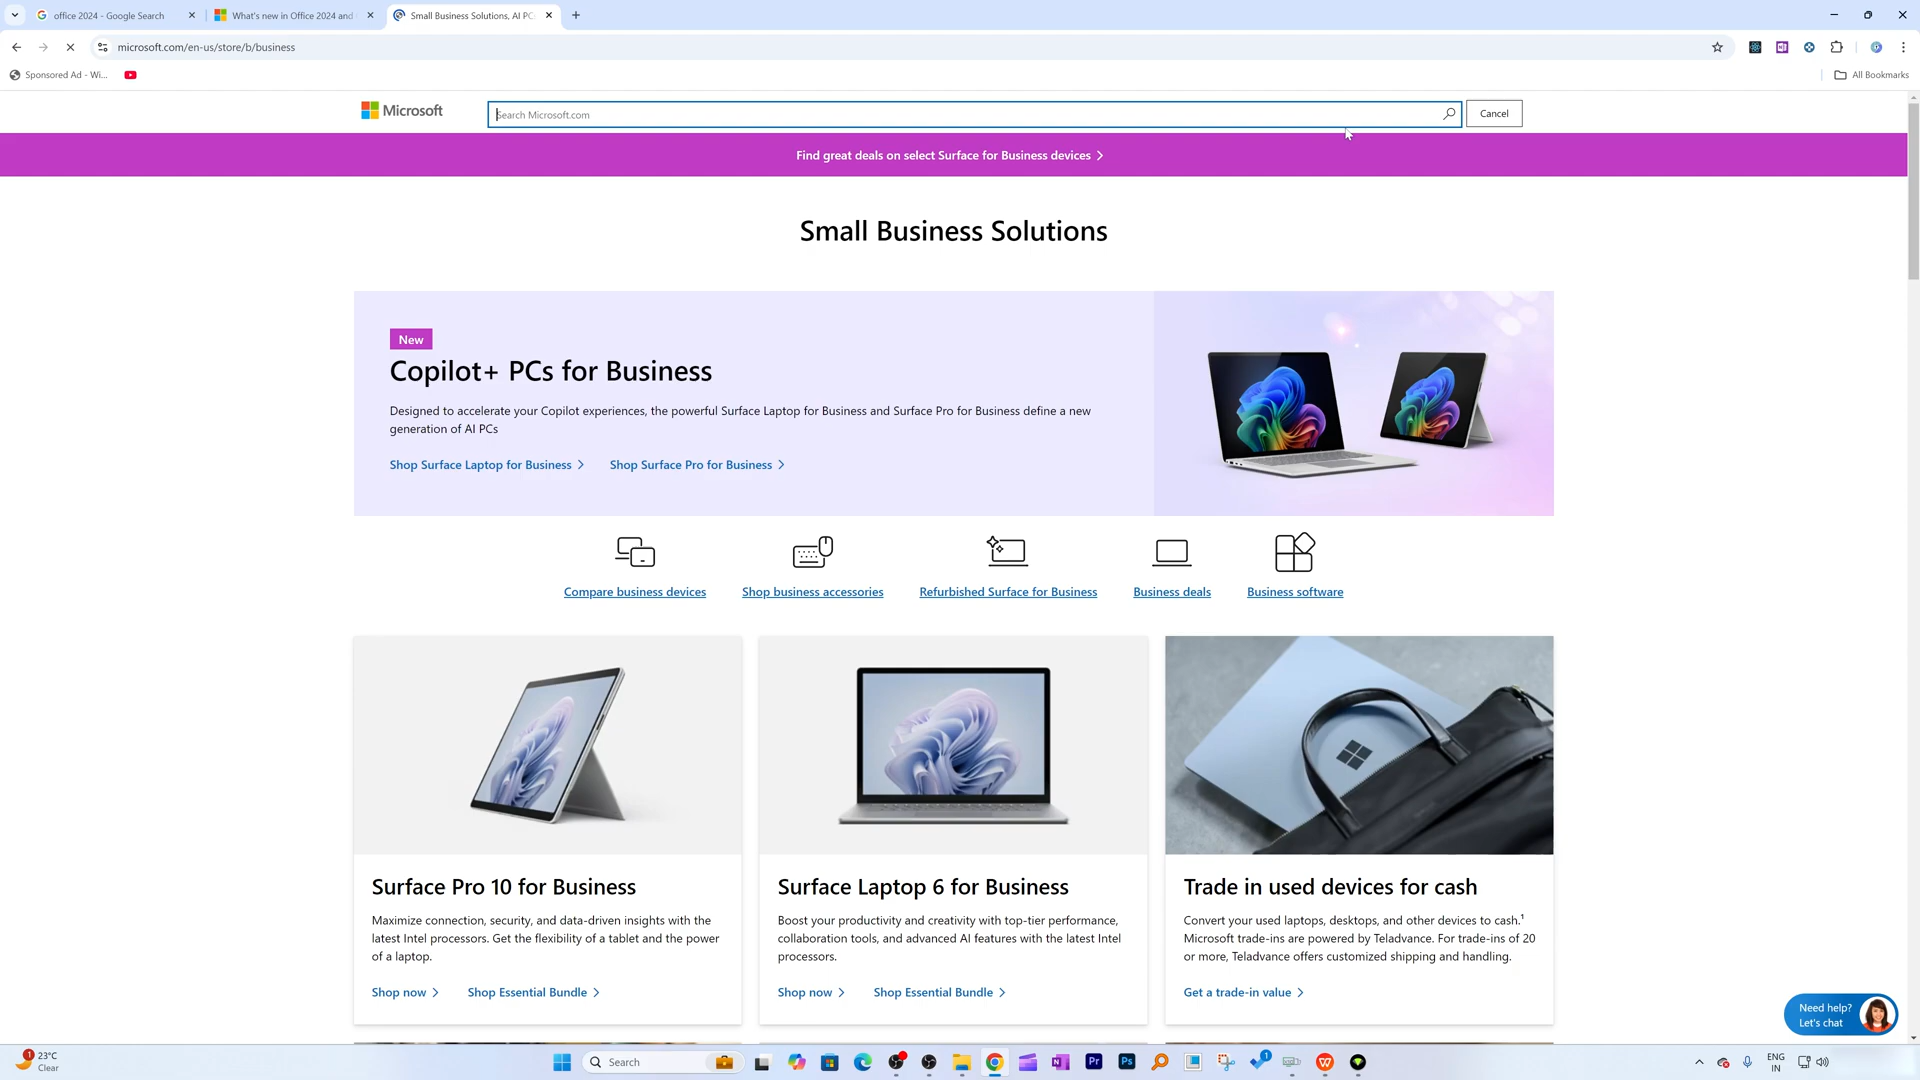 office 2024 - Google Search
What's new in Office 2024 and
Small Business Solutions, AI PC
microsoft.com/en-us/store/b/business
Sponsored Ad - Wi...
All Bookmarks
Microsoft
Search Microsoft.com
Cancel
Find great deals on select Surface for Business devices
Small Business Solutions
New
Copilot+ PCs for Business
Designed to accelerate your Copilot experiences, the powerful Surface Laptop for Business and Surface Pro for Business define a new
generation of AI PCs
Shop Surface Laptop for Business
Shop Surface Pro for Business
Compare business devices
Shop business accessories
Refurbished Surface for Business
Business deals
Business software
Surface Pro 10 for Business
Maximize connection, security, and data-driven insights with the
latest Intel processors. Get the flexibility of a tablet and the power
of a laptop.
Shop now
Shop Essential Bundle
Surface Laptop 6 for Business
Boost your productivity and creativity with top-tier performance,
collaboration tools, and advanced AI features with the latest Intel
processors.
Shop now
Shop Essential Bundle
Trade in used devices for cash
Convert your used laptops, desktops, and other devices to cash.¹
Microsoft trade-ins are powered by Teladvance. For trade-ins of 20
or more, Teladvance offers customized shipping and handling.
Get a trade-in value
Need help?
Let's chat
1
23°C
Clear
Search
N
Pr
Ps
1
W
ENG
IN